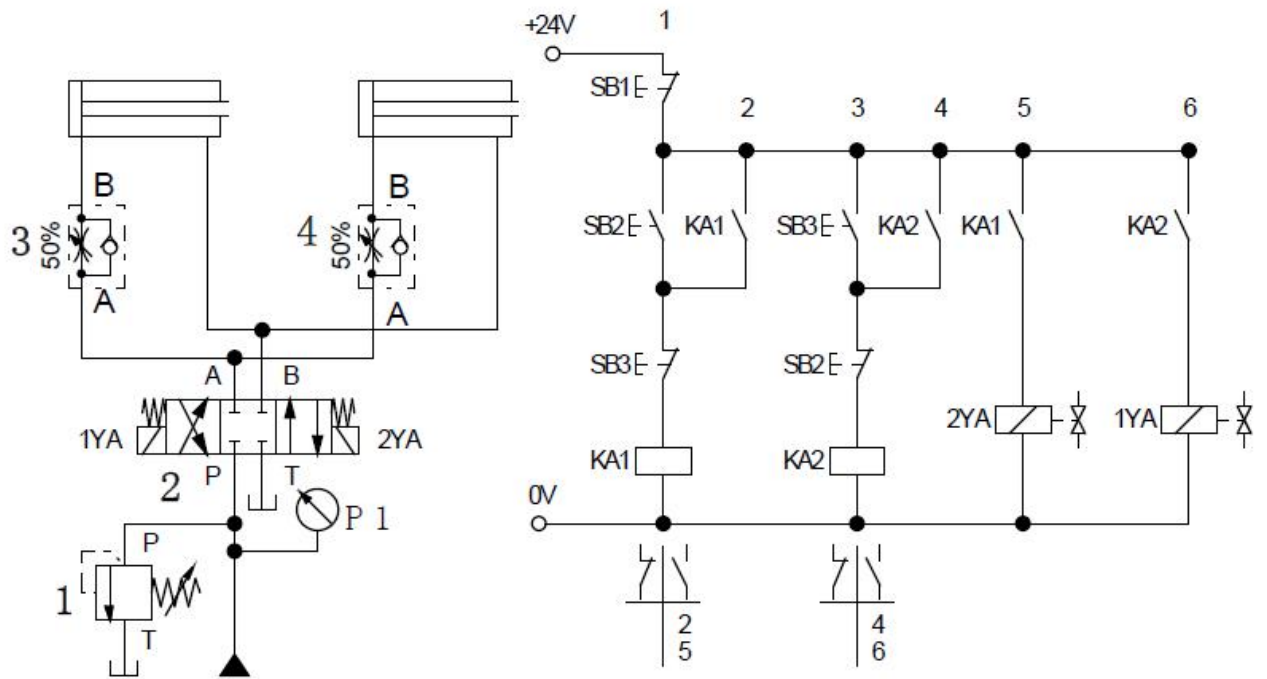 +24V 1
SB1
2 3 4 5 6
B B
3 50% 4 50%
SB2 KA1 SB3 KA2 KA1 KA2
A A
SB3 SB2
A B
1YA 2YA
2YA 1YA
P T
2
KA1 KA2
0V
P1
P
1
T
2 4
5 6